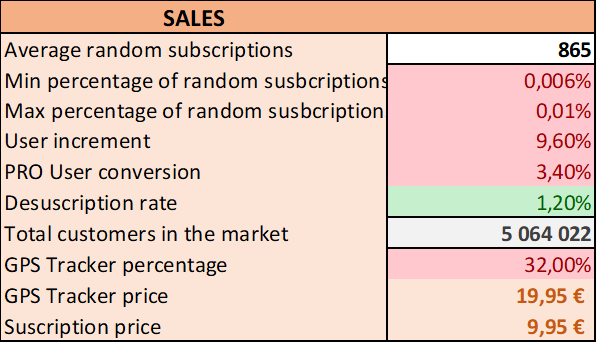 SALES
Average random subscriptions 865
Min percentage of random susbcriptions 0,006%
Max percentage of random susbcription 0,01%
User increment 9,60%
PRO User conversion 3,40%
Desuscription rate 1,20%
Total customers in the market 5 064 022
GPS Tracker percentage 32,00%
GPS Tracker price 19,95 €
Suscription price 9,95 €